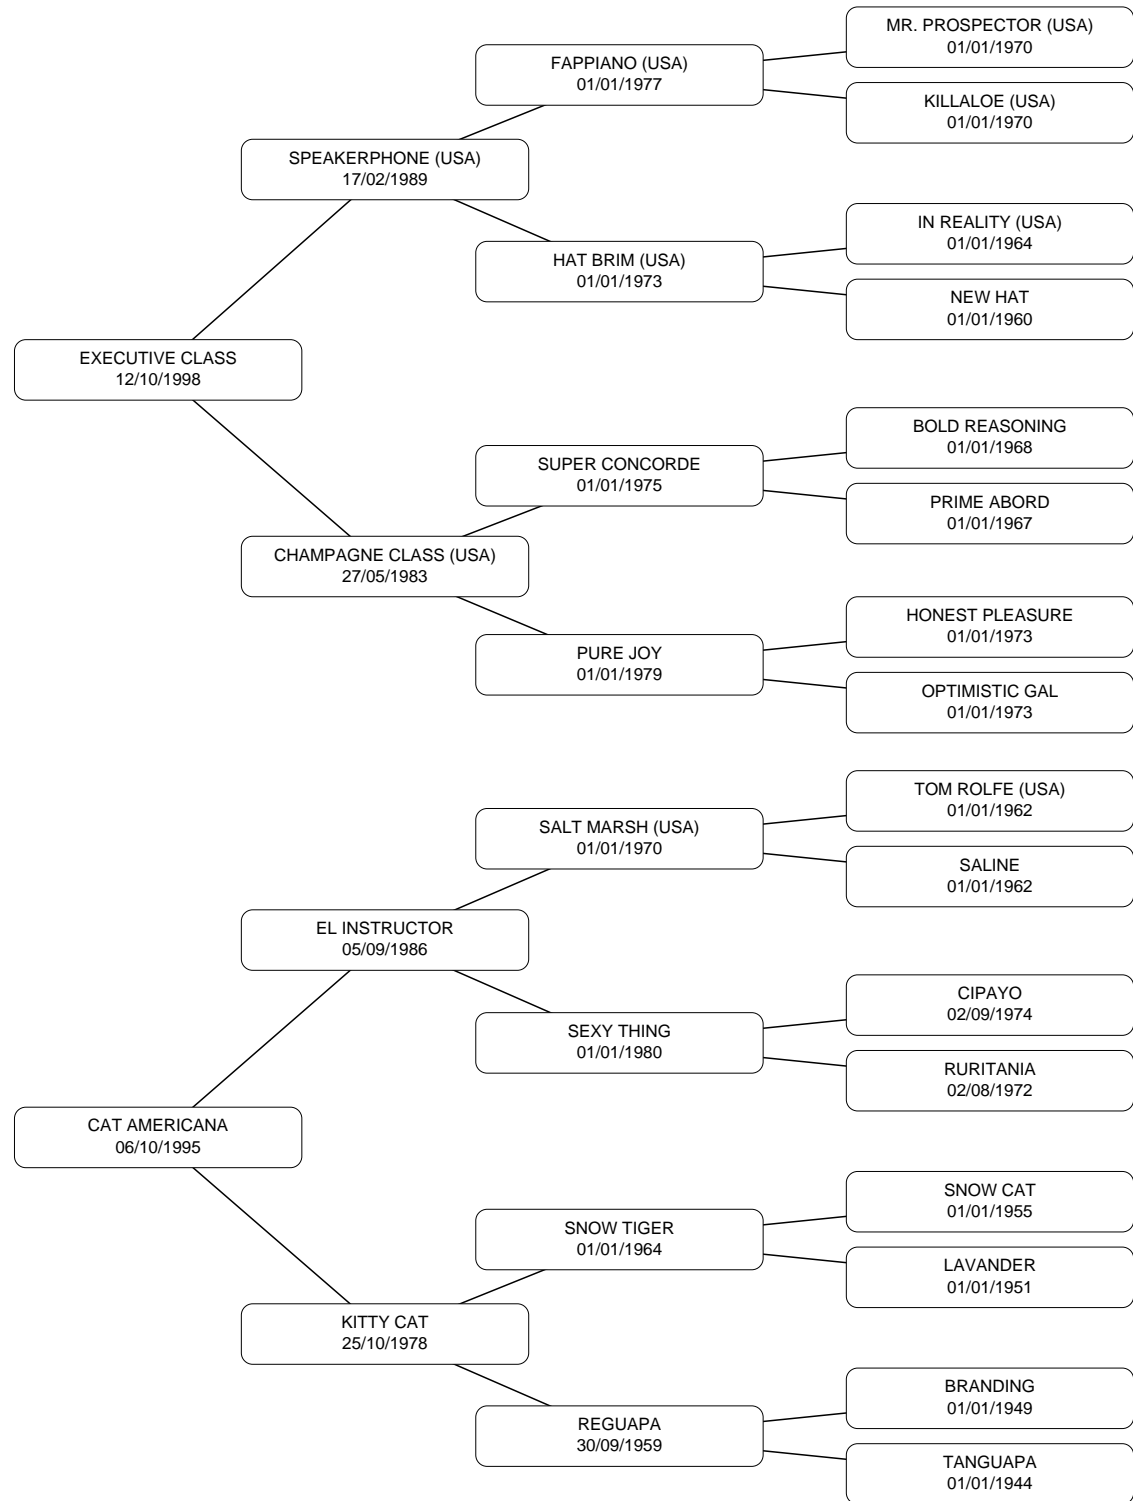 MR. PROSPECTOR (USA)
01/01/1970
FAPPIANO (USA)
01/01/1977
KILLALOE (USA)
01/01/1970
SPEAKERPHONE (USA)
17/02/1989
IN REALITY (USA)
01/01/1964
HAT BRIM (USA)
01/01/1973
NEW HAT
01/01/1960
EXECUTIVE CLASS
12/10/1998
BOLD REASONING
01/01/1968
SUPER CONCORDE
01/01/1975
PRIME ABORD
01/01/1967
CHAMPAGNE CLASS (USA)
27/05/1983
HONEST PLEASURE
01/01/1973
PURE JOY
01/01/1979
OPTIMISTIC GAL
01/01/1973
TOM ROLFE (USA)
01/01/1962
SALT MARSH (USA)
01/01/1970
SALINE
01/01/1962
EL INSTRUCTOR
05/09/1986
CIPAYO
02/09/1974
SEXY THING
01/01/1980
RURITANIA
02/08/1972
CAT AMERICANA
06/10/1995
SNOW CAT
01/01/1955
SNOW TIGER
01/01/1964
LAVANDER
01/01/1951
KITTY CAT
25/10/1978
BRANDING
01/01/1949
REGUAPA
30/09/1959
TANGUAPA
01/01/1944